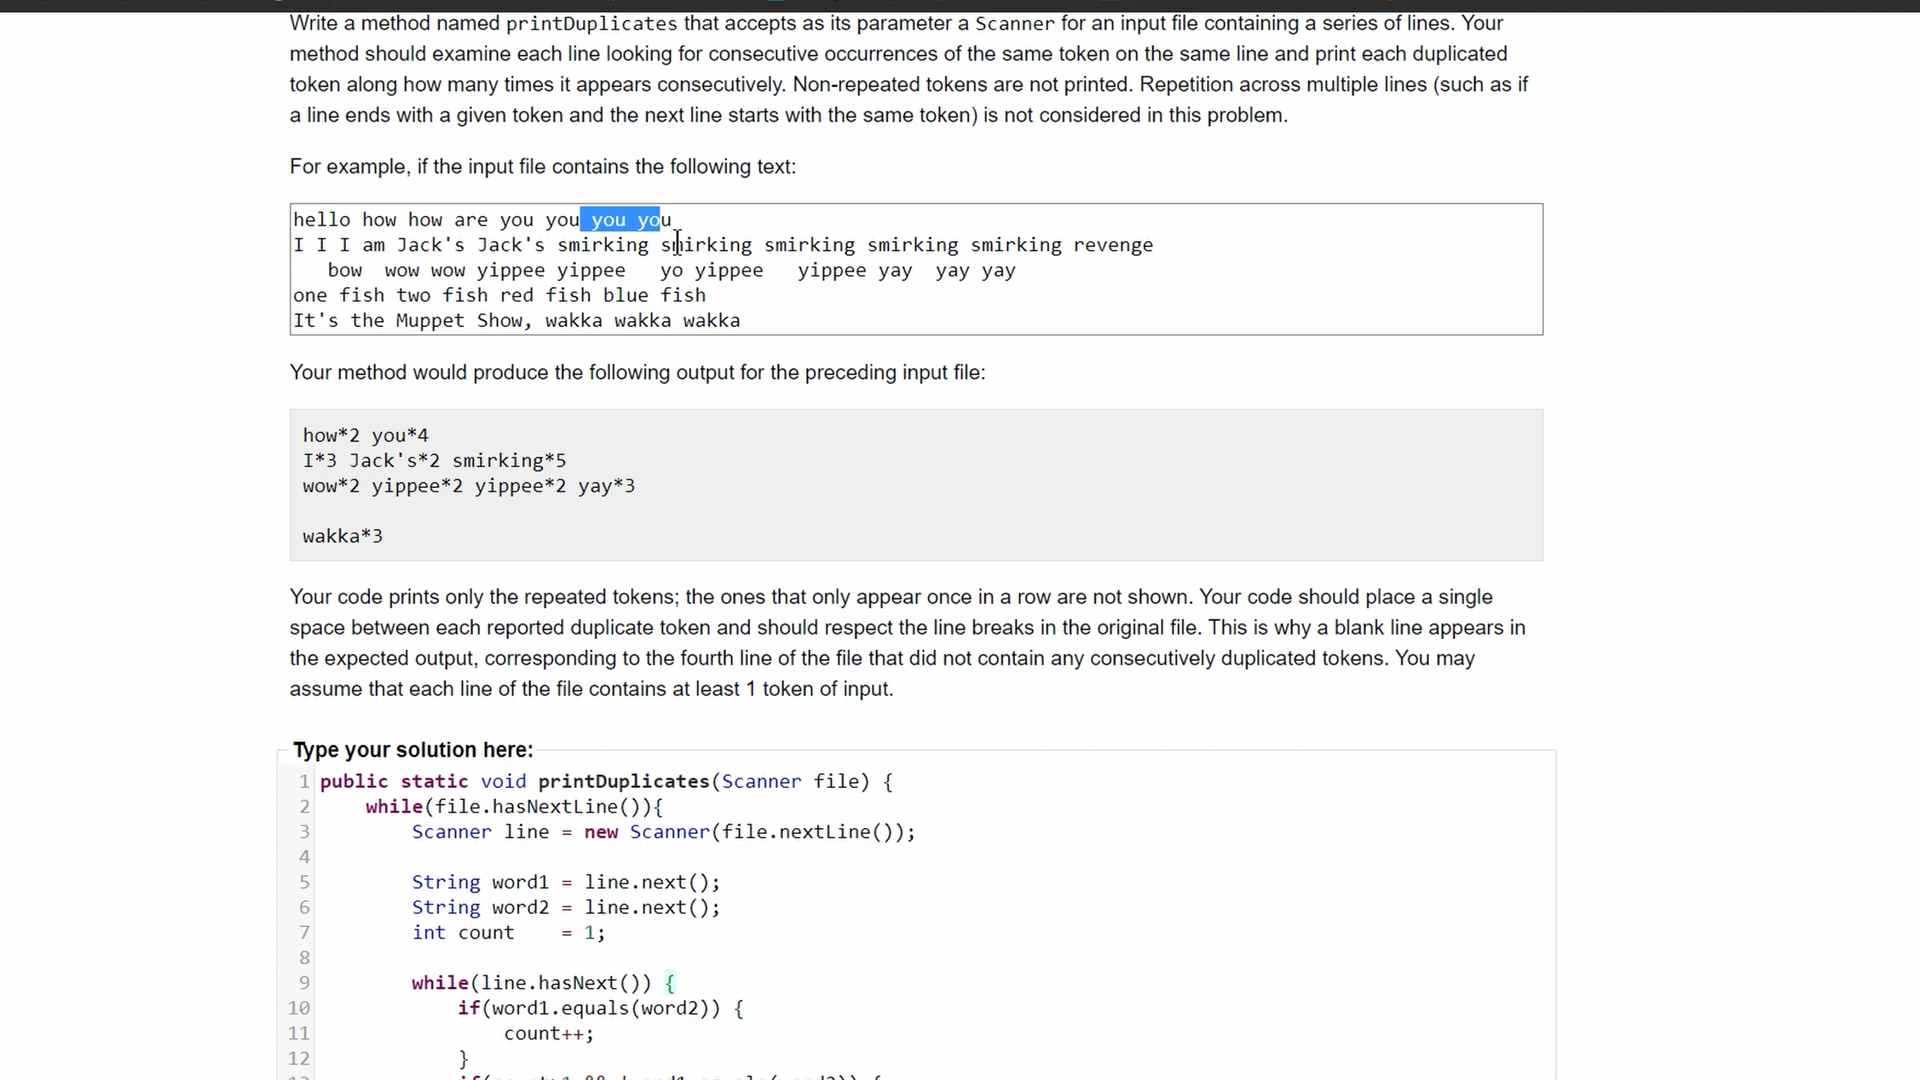 Write a method named printDuplicates that accepts as its parameter a Scanner for an input file containing a series of lines. Your
method should examine each line looking for consecutive occurrences of the same token on the same line and print each duplicated
token along how many times it appears consecutively. Non-repeated tokens are not printed. Repetition across multiple lines (such as if
a line ends with a given token and the next line starts with the same token) is not considered in this problem.
For example, if the input file contains the following text:
hello how how are you you you you
I I I am Jack's Jack's smirking smirking smirking smirking smirking revenge
   bow  wow wow yippee yippee   yo yippee   yippee yay  yay yay
one fish two fish red fish blue fish
It's the Muppet Show, wakka wakka wakka
Your method would produce the following output for the preceding input file:
how*2 you*4
I*3 Jack's*2 smirking*5
wow*2 yippee*2 yippee*2 yay*3
wakka*3
Your code prints only the repeated tokens; the ones that only appear once in a row are not shown. Your code should place a single
space between each reported duplicate token and should respect the line breaks in the original file. This is why a blank line appears in
the expected output, corresponding to the fourth line of the file that did not contain any consecutively duplicated tokens. You may
assume that each line of the file contains at least 1 token of input.
Type your solution here:
1 public static void printDuplicates(Scanner file) {
2     while(file.hasNextLine()){
3         Scanner line = new Scanner(file.nextLine());
4
5         String word1 = line.next();
6         String word2 = line.next();
7         int count    = 1;
8
9         while(line.hasNext()) {
10             if(word1.equals(word2)) {
11                 count++;
12             }